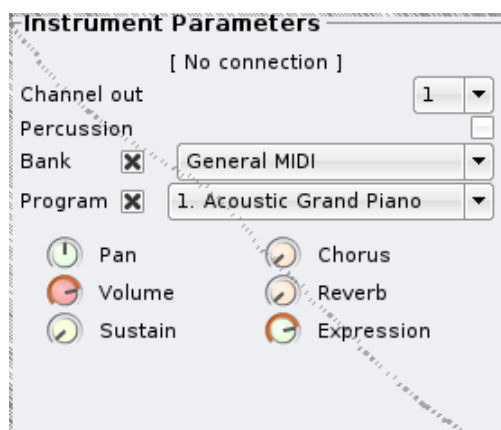 Instrument Parameters
[ No connection ]
Channel out 1
Percussion
Bank General MIDI
Program 1. Acoustic Grand Piano
Pan Chorus
Volume Reverb
Sustain Expression